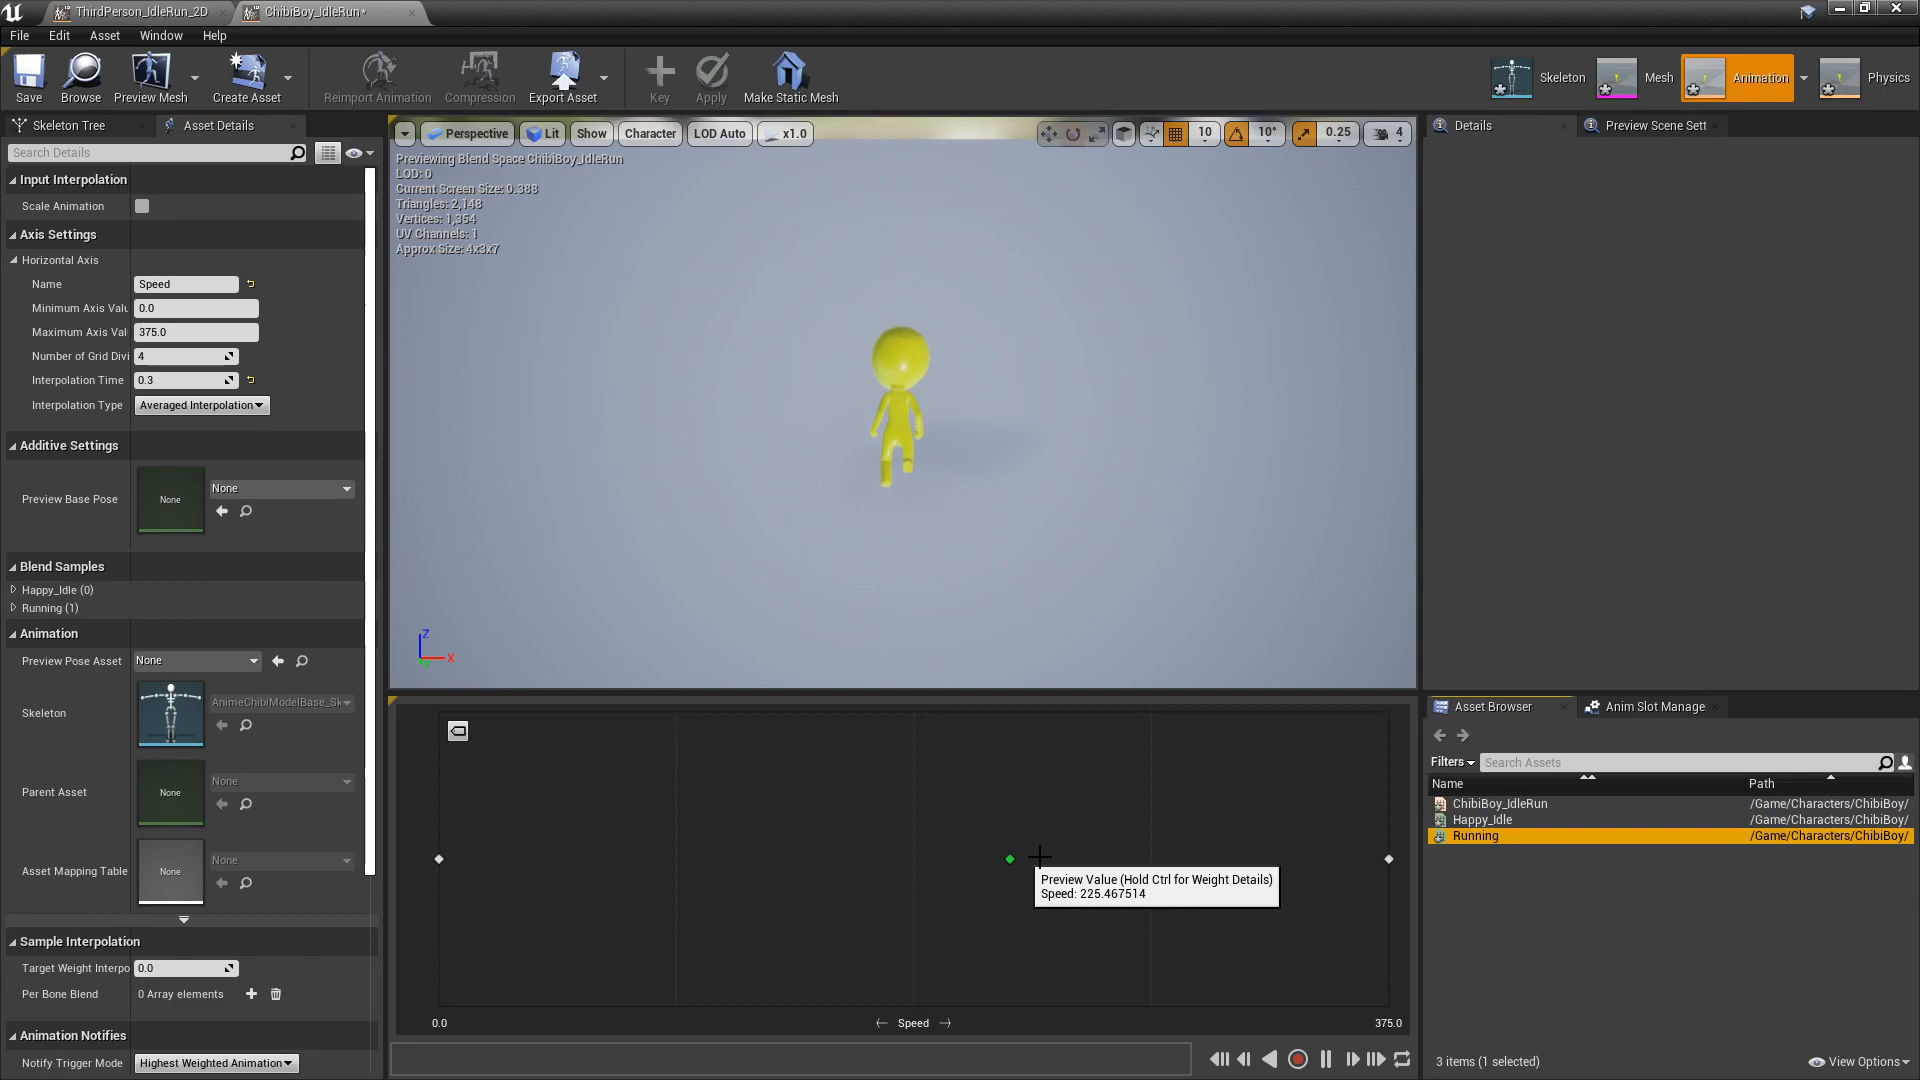 ThirdPerson_IdleRun_2D
ChibiBoy_IdleRun*
File Edit Asset Window Help
Save Browse Preview Mesh Create Asset Reimport Animation Compression Export Asset Key Apply Make Static Mesh Skeleton Mesh Animation Physics
Skeleton Tree Asset Details
Search Details
Input Interpolation
Scale Animation
Axis Settings
Horizontal Axis
Name Speed
Minimum Axis Valu 0.0
Maximum Axis Val 375.0
Number of Grid Divi 4
Interpolation Time 0.3
Interpolation Type Averaged Interpolation
Additive Settings
Preview Base Pose None None
Blend Samples
Happy_Idle (0)
Running (1)
Animation
Preview Pose Asset None
Skeleton AnimeChibiModelBase_Sk
Parent Asset None None
Asset Mapping Table None None
Sample Interpolation
Target Weight Interpo 0.0
Per Bone Blend 0 Array elements
Animation Notifies
Notify Trigger Mode Highest Weighted Animation
Perspective Lit Show Character LOD Auto x1.0 10 10° 0.25 4
Previewing Blend Space ChibiBoy_IdleRun
LOD: 0
Current Screen Size: 0.388
Triangles: 2,148
Vertices: 1,354
UV Channels: 1
Approx Size: 4x3x7
Z
X
Y
Preview Value (Hold Ctrl for Weight Details)
Speed: 225.467514
0.0 Speed 375.0
Details Preview Scene Sett
Asset Browser Anim Slot Manage
Filters Search Assets
Name Path
ChibiBoy_IdleRun /Game/Characters/ChibiBoy/
Happy_Idle /Game/Characters/ChibiBoy/
Running /Game/Characters/ChibiBoy/
3 items (1 selected) View Options